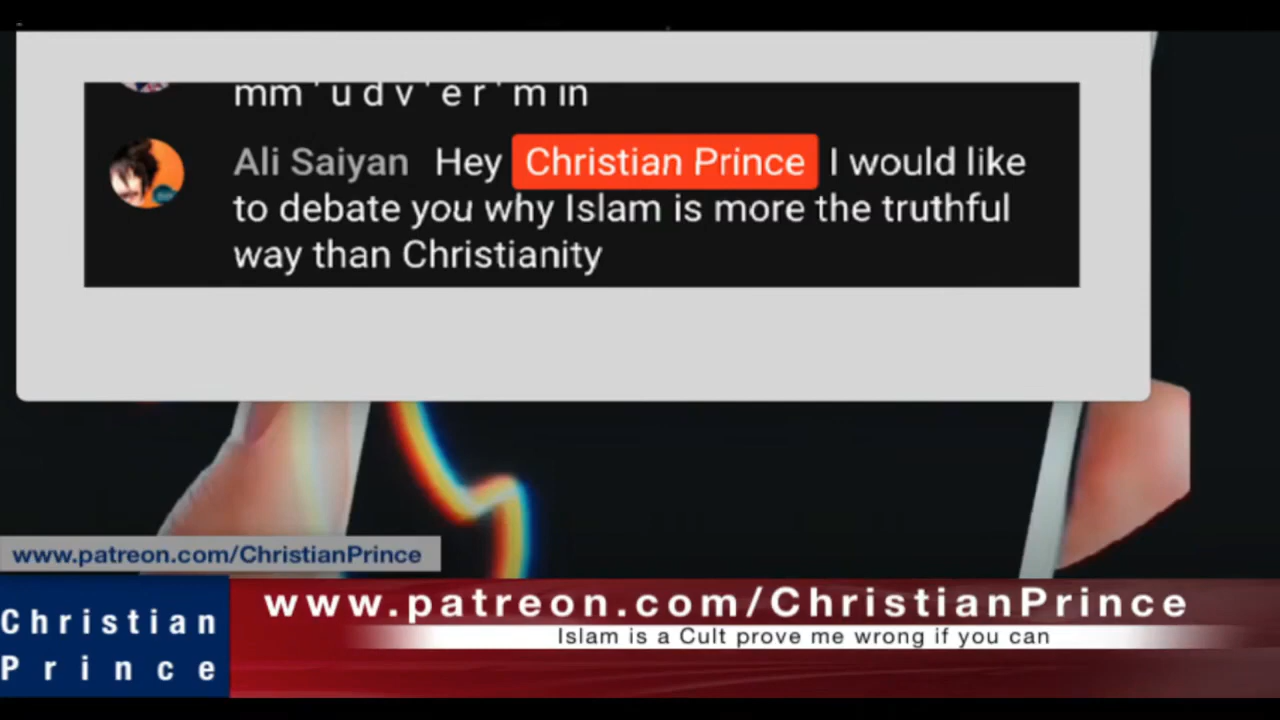 mm ' u d v ' e r ' m in
Ali Saiyan Hey Christian Prince I would like
to debate you why Islam is more the truthful
way than Christianity
www.patreon.com/ChristianPrince
Christian
Prince
www.patreon.com/ChristianPrince
Islam is a Cult prove me wrong if you can